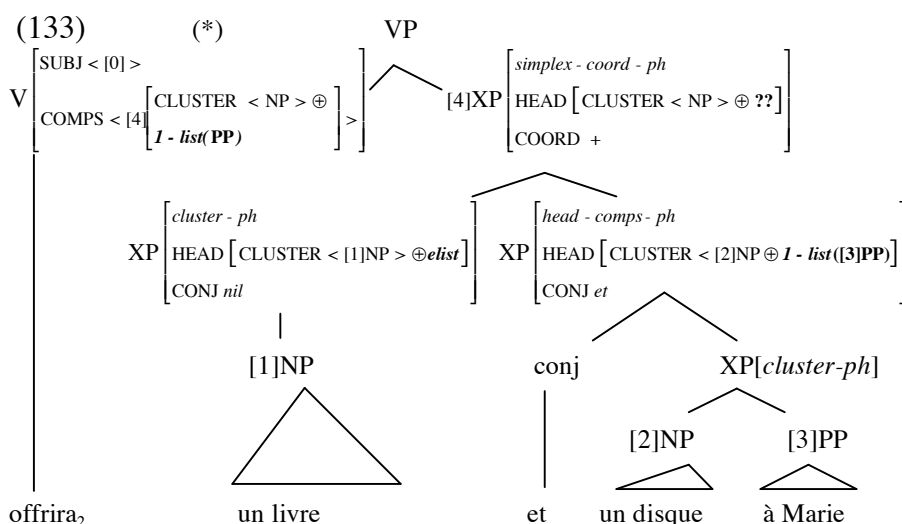 (133) (*) VP
V [SUBJ < [0] > COMPS < [4] [CLUSTER < NP > ⊕ 1 - list(PP)] >]
[4]XP [simplex - coord - ph HEAD [CLUSTER < NP > ⊕ ??] COORD +]
XP [cluster - ph HEAD [CLUSTER < [1]NP > ⊕elist] CONJ nil]
XP [head - comps - ph HEAD [CLUSTER < [2]NP ⊕ 1 - list([3]PP)] CONJ et]
[1]NP conj XP[cluster-ph]
[2]NP [3]PP
offrira₂ un livre et un disque à Marie